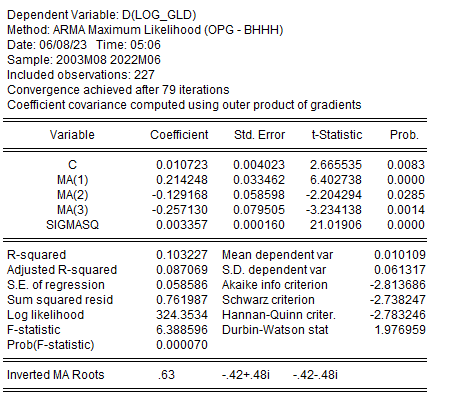 Dependent Variable: D(LOG_GLD)
Method: ARMA Maximum Likelihood (OPG - BHHH)
Date: 06/08/23 Time: 05:06
Sample: 2003M08 2022M06
Included observations: 227
Convergence achieved after 79 iterations
Coefficient covariance computed using outer product of gradients
Variable Coefficient Std. Error t-Statistic Prob.
C 0.010723 0.004023 2.665535 0.0083
MA(1) 0.214248 0.033462 6.402738 0.0000
MA(2) -0.129168 0.058598 -2.204294 0.0285
MA(3) -0.257130 0.079505 -3.234138 0.0014
SIGMASQ 0.003357 0.000160 21.01906 0.0000
R-squared 0.103227 Mean dependent var 0.010109
Adjusted R-squared 0.087069 S.D. dependent var 0.061317
S.E. of regression 0.058586 Akaike info criterion -2.813686
Sum squared resid 0.761987 Schwarz criterion -2.738247
Log likelihood 324.3534 Hannan-Quinn criter. -2.783246
F-statistic 6.388596 Durbin-Watson stat 1.976959
Prob(F-statistic) 0.000070
Inverted MA Roots .63 -.42+.48i -.42-.48i